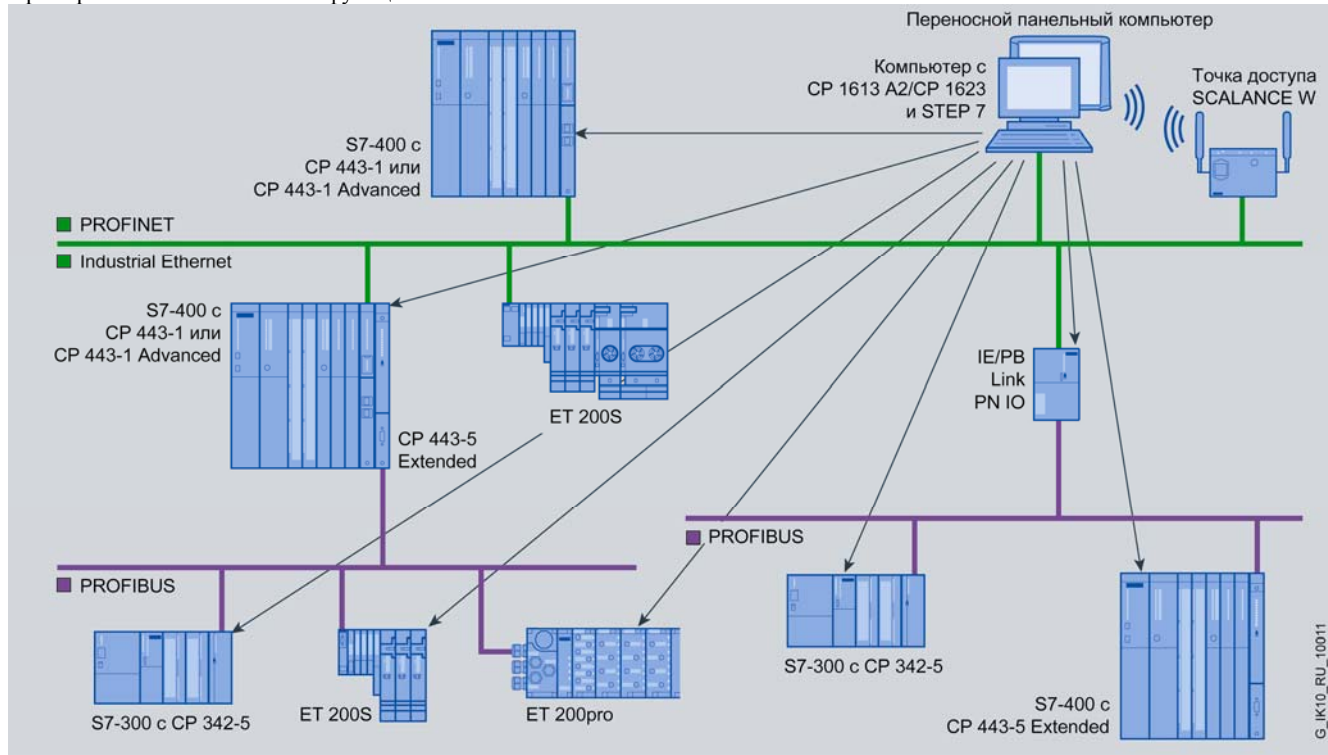 Переносной панельный компьютер
Компьютер с
CP 1613 A2/CP 1623
и STEP 7
Точка доступа
SCALANCE W
S7-400 с
CP 443-1 или
CP 443-1 Advanced
PROFINET
Industrial Ethernet
S7-400 с
CP 443-1 или
CP 443-1 Advanced
ET 200S
CP 443-5
Extended
IE/PB
Link
PN IO
PROFIBUS
PROFIBUS
S7-300 с CP 342-5
ET 200S
ET 200pro
S7-300 с CP 342-5
S7-400 с
CP 443-5 Extended
G_IK10_RU_10011